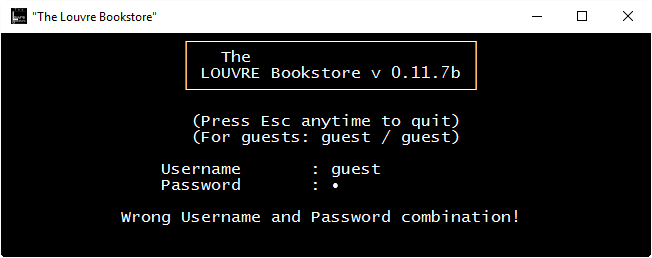 "The Louvre Bookstore"
The
LOUVRE Bookstore v 0.11.7b
(Press Esc anytime to quit)
(For guests: guest / guest)
Username : guest
Password : •
Wrong Username and Password combination!